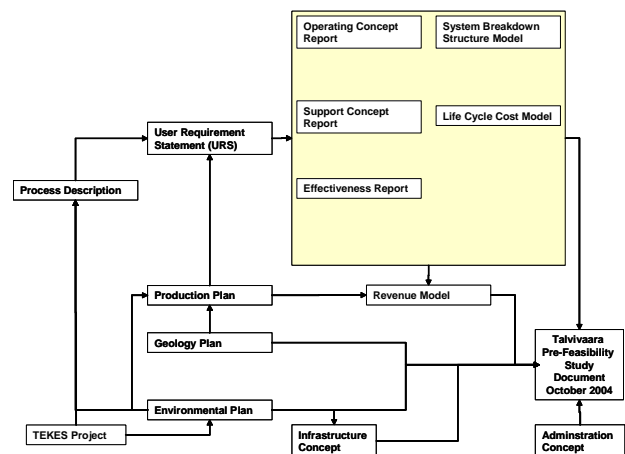 Operating Concept
Report
System Breakdown
Structure Model
Support Concept
Report
Life Cycle Cost Model
User Requirement
Statement (URS)
Process Description
Effectiveness Report
Production Plan
Revenue Model
Geology Plan
Talvivaara
Pre-Feasibility
Study
Document
October 2004
Environmental Plan
TEKES Project
Infrastructure
Concept
Adminstration
Concept